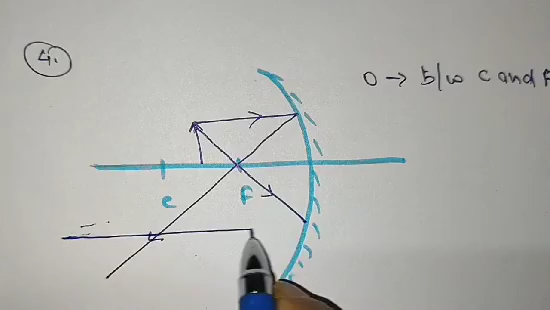 4.
O → b/w C and F
C
F